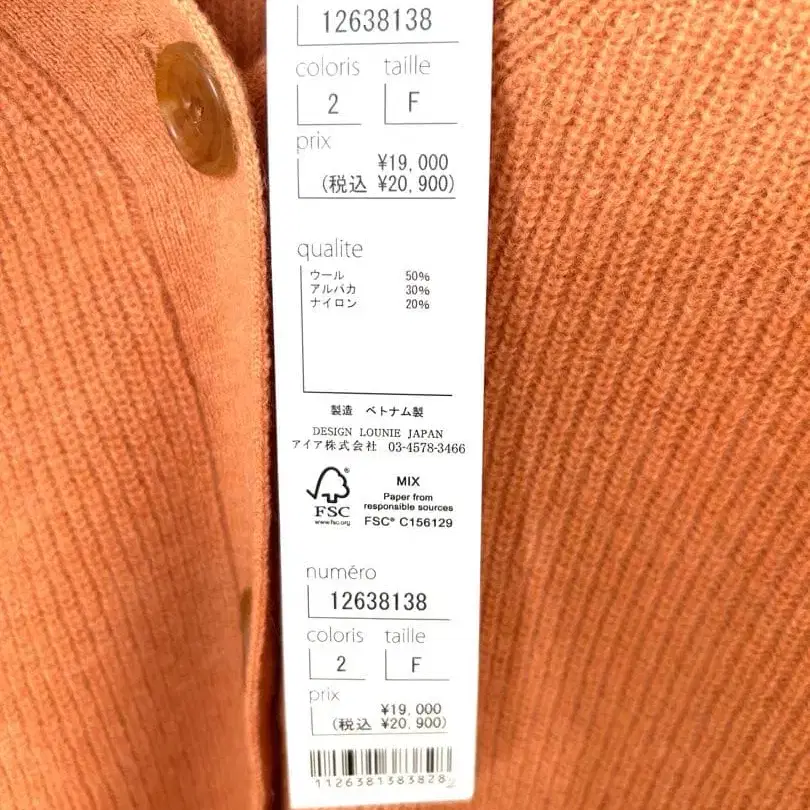 12638138
coloris taille
2 F
prix
¥19,000
(税込 ¥20,900)
qualite
ウール 50%
アルパカ 30%
ナイロン 20%
製造 ベトナム製
DESIGN LOUNIE JAPAN
アイア株式会社 03-4578-3466
FSC
www.fsc.org
MIX
Paper from
responsible sources
FSC® C156129
numéro
12638138
coloris taille
2 F
prix
¥19,000
(税込 ¥20,900)
1126381383828 2